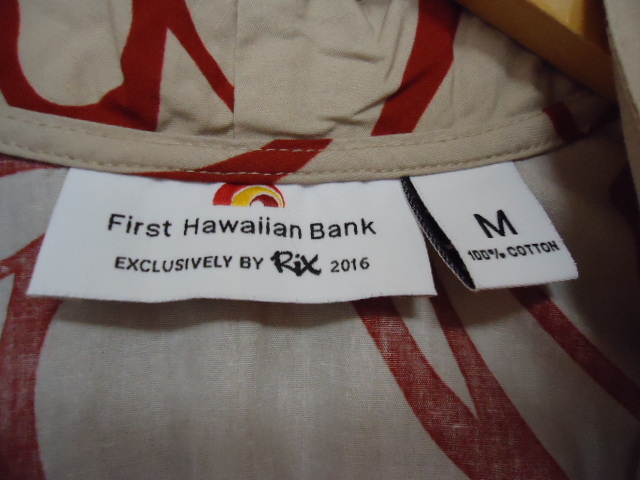 First Hawaiian Bank
EXCLUSIVELY BY Rix 2016
M
100% COTTON